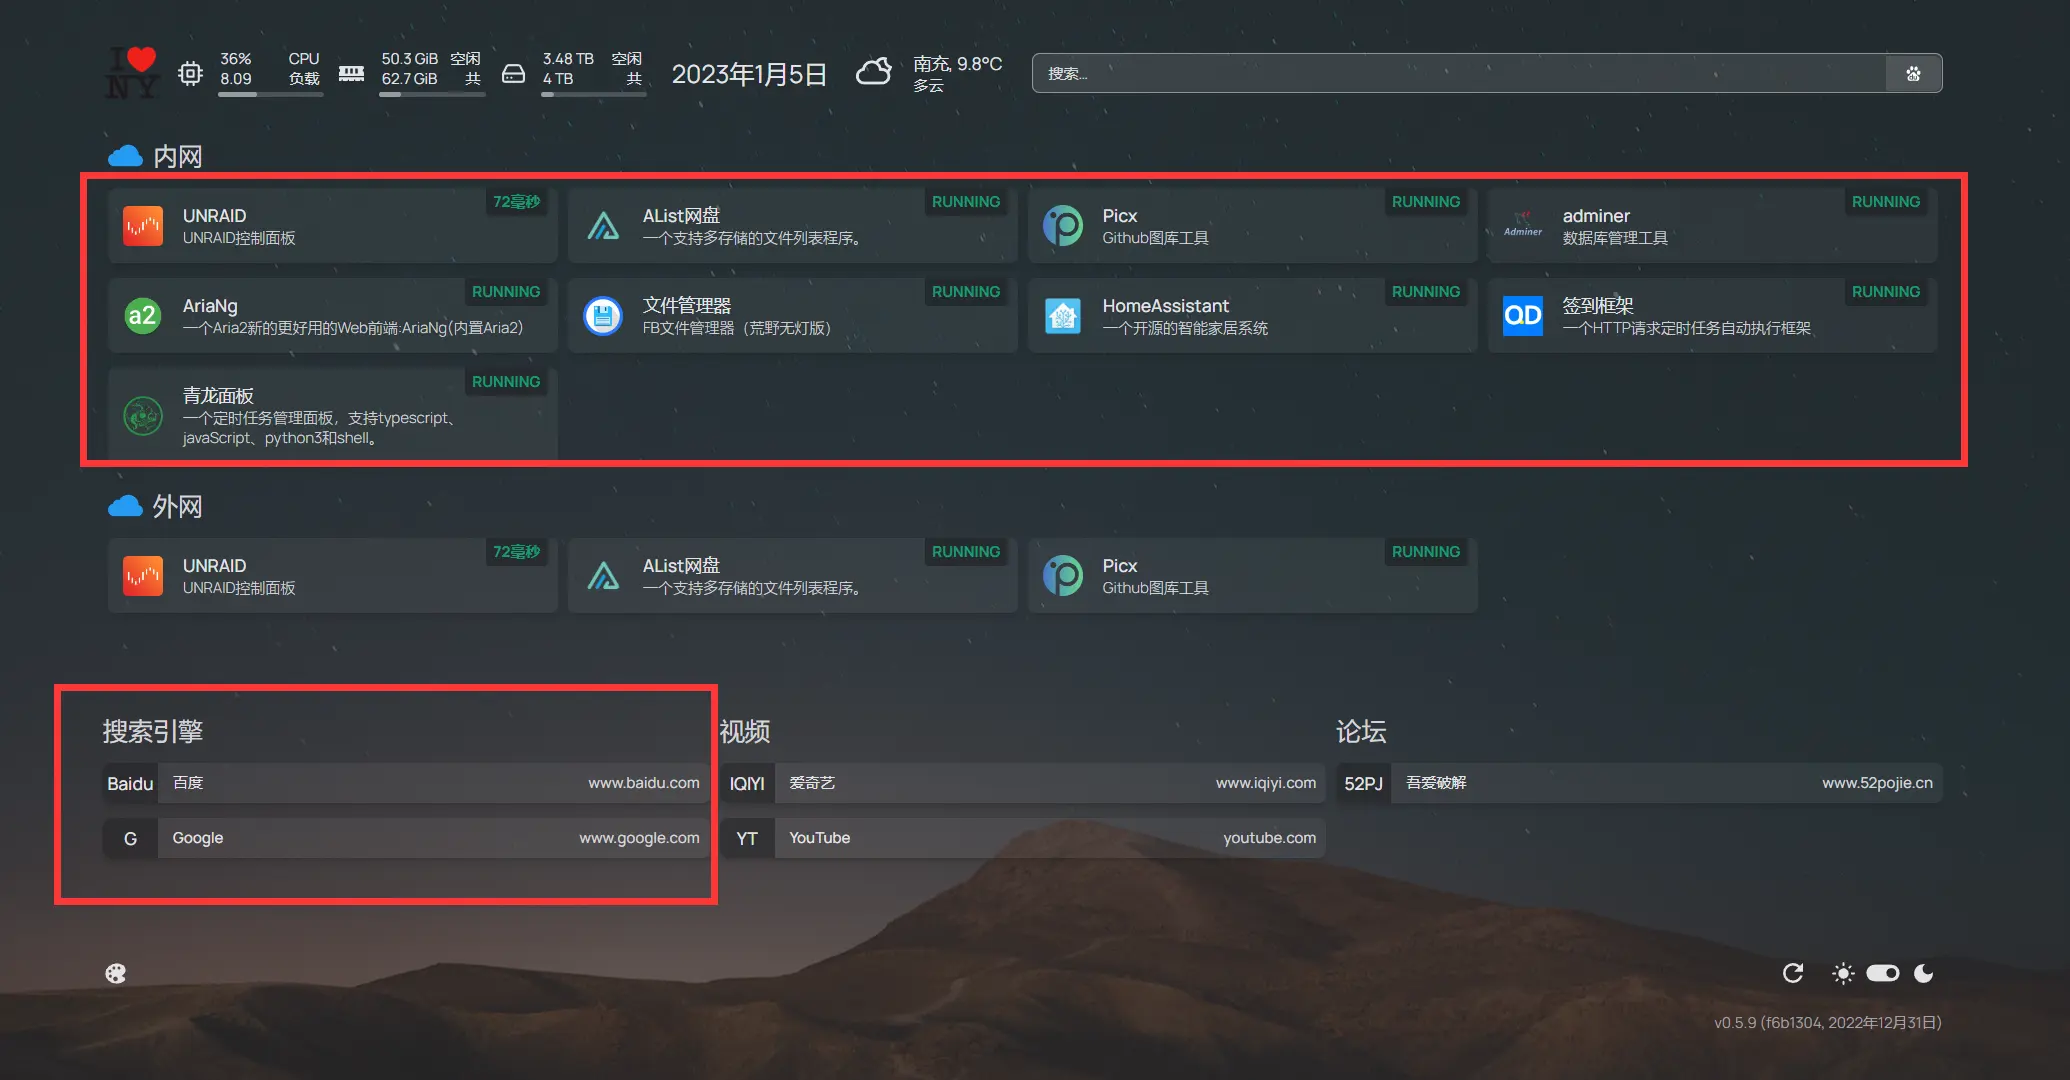 I
NY
36% CPU
8.09 负载
50.3 GiB 空闲
62.7 GiB 共
3.48 TB 空闲
4 TB 共
2023年1月5日
南充, 9.8°C
多云
搜索...
内网
UNRAID
UNRAID控制面板
72毫秒
AList网盘
一个支持多存储的文件列表程序。
RUNNING
Picx
Github图库工具
RUNNING
Adminer
adminer
数据库管理工具
RUNNING
a2
AriaNg
一个Aria2新的更好用的Web前端:AriaNg(内置Aria2)
RUNNING
文件管理器
FB文件管理器（荒野无灯版）
RUNNING
HomeAssistant
一个开源的智能家居系统
RUNNING
QD
签到框架
一个HTTP请求定时任务自动执行框架
RUNNING
青龙面板
一个定时任务管理面板，支持typescript、
javaScript、python3和shell。
RUNNING
外网
UNRAID
UNRAID控制面板
72毫秒
AList网盘
一个支持多存储的文件列表程序。
RUNNING
Picx
Github图库工具
RUNNING
搜索引擎
Baidu 百度 www.baidu.com
G Google www.google.com
视频
IQIYI 爱奇艺 www.iqiyi.com
YT YouTube youtube.com
论坛
52PJ 吾爱破解 www.52pojie.cn
v0.5.9 (f6b1304, 2022年12月31日)